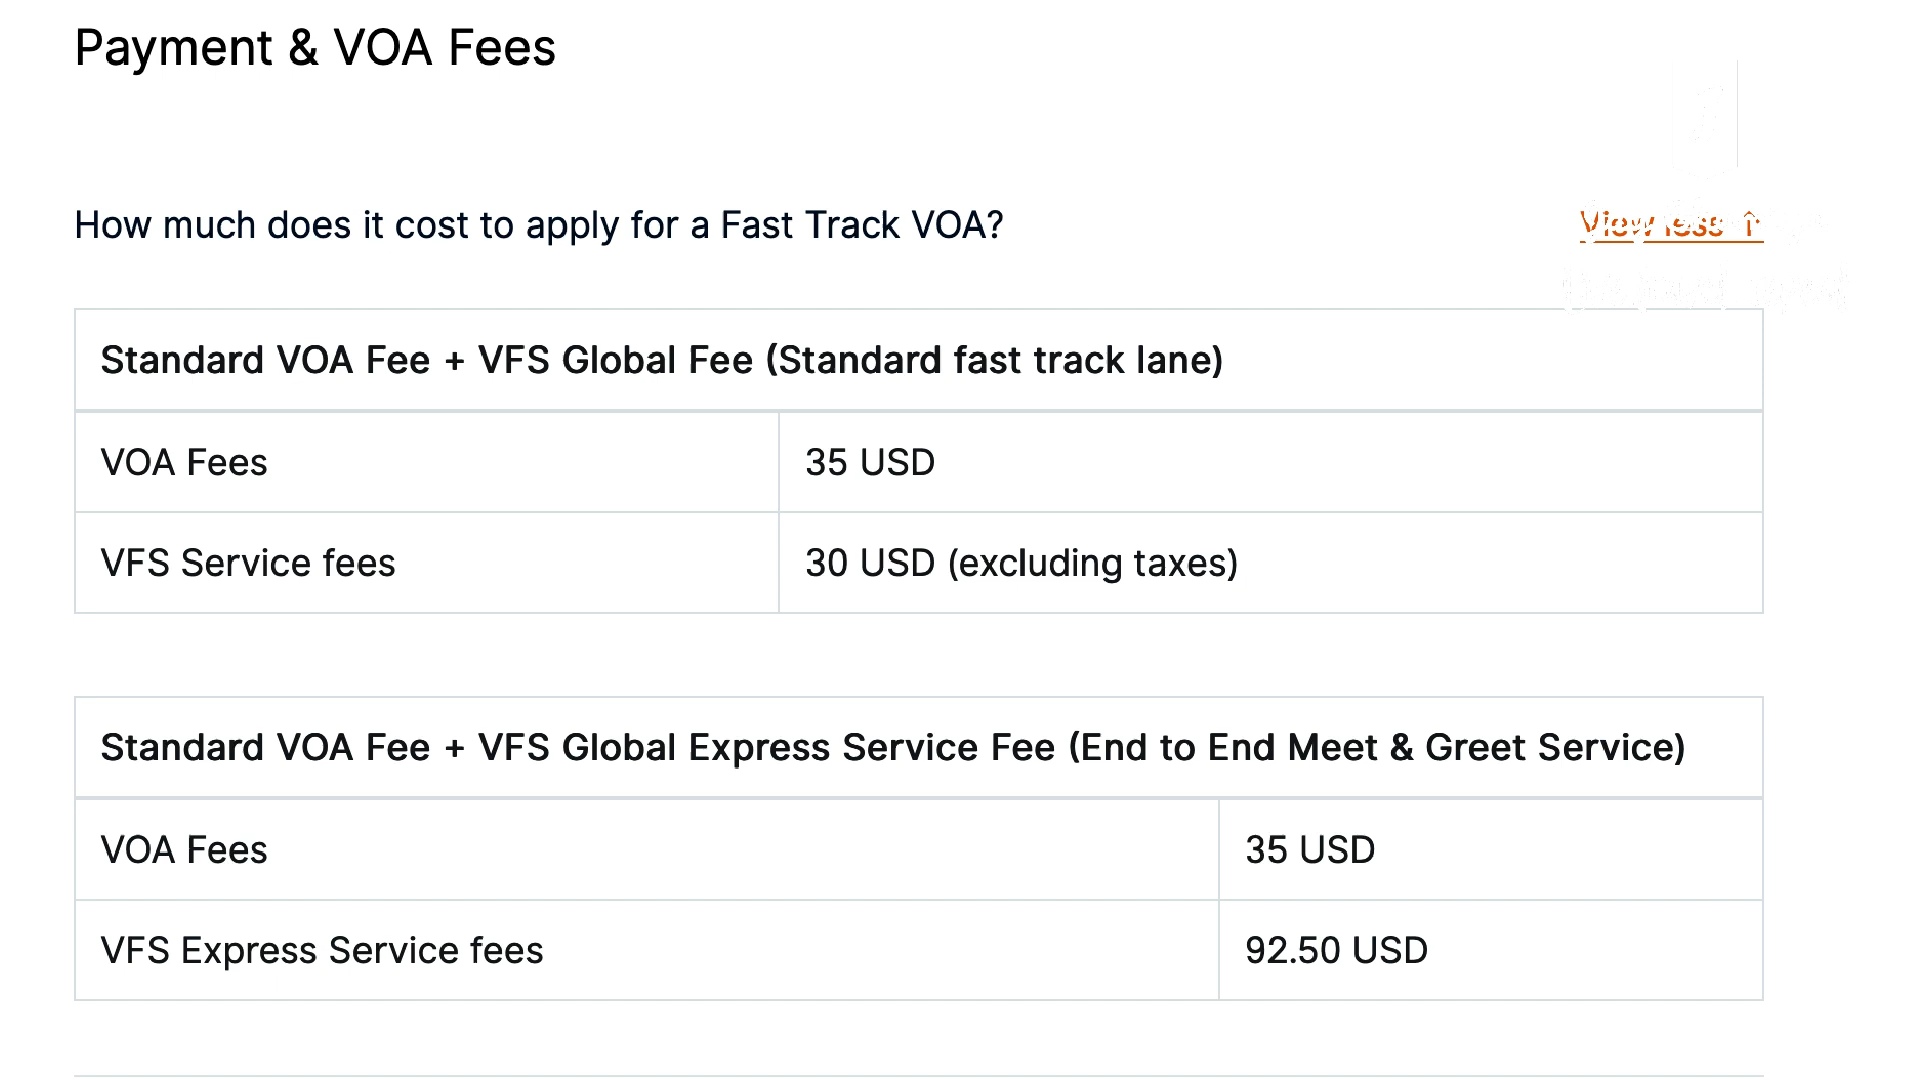 Payment & VOA Fees
How much does it cost to apply for a Fast Track VOA?
View less ↑
Standard VOA Fee + VFS Global Fee (Standard fast track lane)
VOA Fees
35 USD
VFS Service fees
30 USD (excluding taxes)
Standard VOA Fee + VFS Global Express Service Fee (End to End Meet & Greet Service)
VOA Fees
35 USD
VFS Express Service fees
92.50 USD